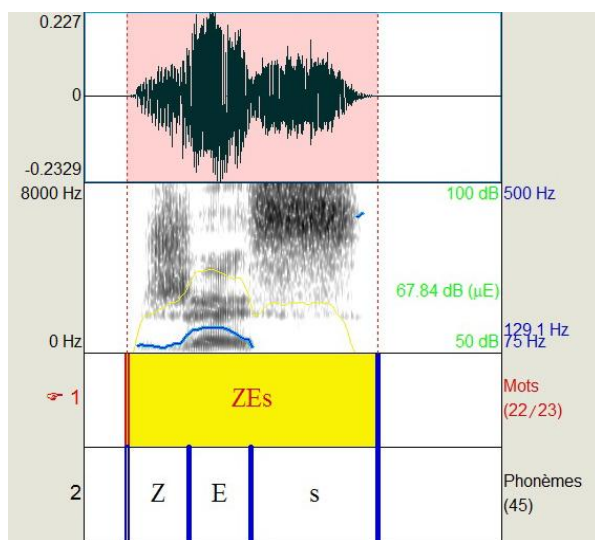 0.227
0
-0.2329
8000 Hz 100 dB 500 Hz
67.84 dB (µE)
129.1 Hz
0 Hz 50 dB 75 Hz
☞ 1 ZEs Mots
(22/23)
2 Z E s Phonèmes
(45)